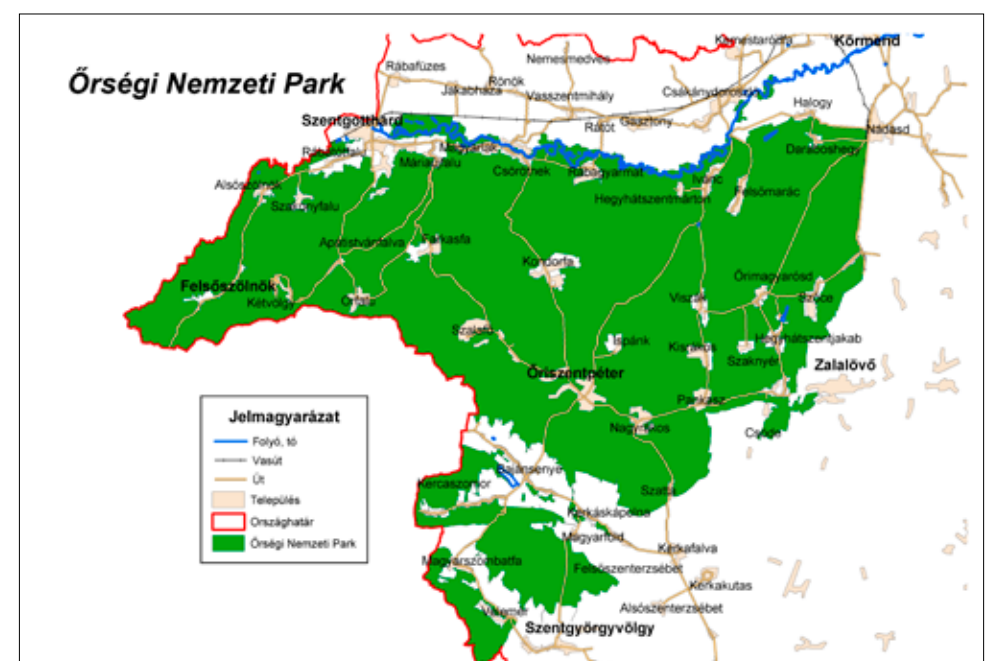 Őrségi Nemzeti Park
Kemestaródfa
Körmend
Nemesmedves
Rábafüzes
Rönök
Jakabháza
Vasszentmihály
Csákánydoroszló
Halogy
Gasztony
Rátót
Szentgotthárd
Nádasd
Magyarlak
Daraboshegy
Rábatótfalu
Máriaújfalu
Csörötnek
Rábagyarmat
Ivánc
Alsószölnök
Felsőmarác
Hegyhátszentmárton
Szakonyfalu
Apátistvánfalva
Farkasfa
Kondorfa
Őrimagyarósd
Felsőszölnök
Kétvölgy
Orfalu
Viszák
Szőce
Szalafő
Ispánk
Kisrákos
Hegyhátszentjakab
Szaknyér
Zalalövő
Őriszentpéter
Pankasz
Nagyrákos
Csöde
Jelmagyarázat
Folyó, tó
Vasút
Út
Település
Országhatár
Őrségi Nemzeti Park
Bajánsenye
Kercaszomor
Szatta
Kerkáskápolna
Magyarföld
Kerkafalva
Magyarszombatfa
Felsőszenterzsébet
Kerkakutas
Alsószenterzsébet
Velemér
Szentgyörgyvölgy